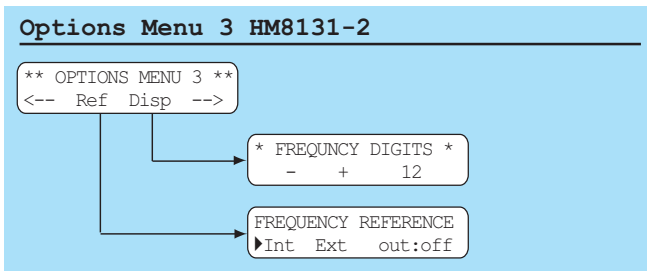 Options Menu 3 HM8131-2
** OPTIONS MENU 3 **
<-- Ref Disp -->
* FREQUNCY DIGITS *
- + 12
FREQUENCY REFERENCE
Int Ext out:off